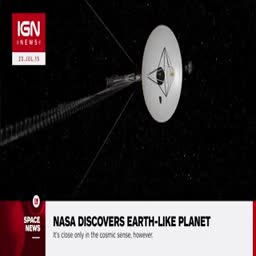 IGN
NEWS
23.JUL.15
SPACE
NEWS
NASA DISCOVERS EARTH-LIKE PLANET
It's close only in the cosmic sense, however.